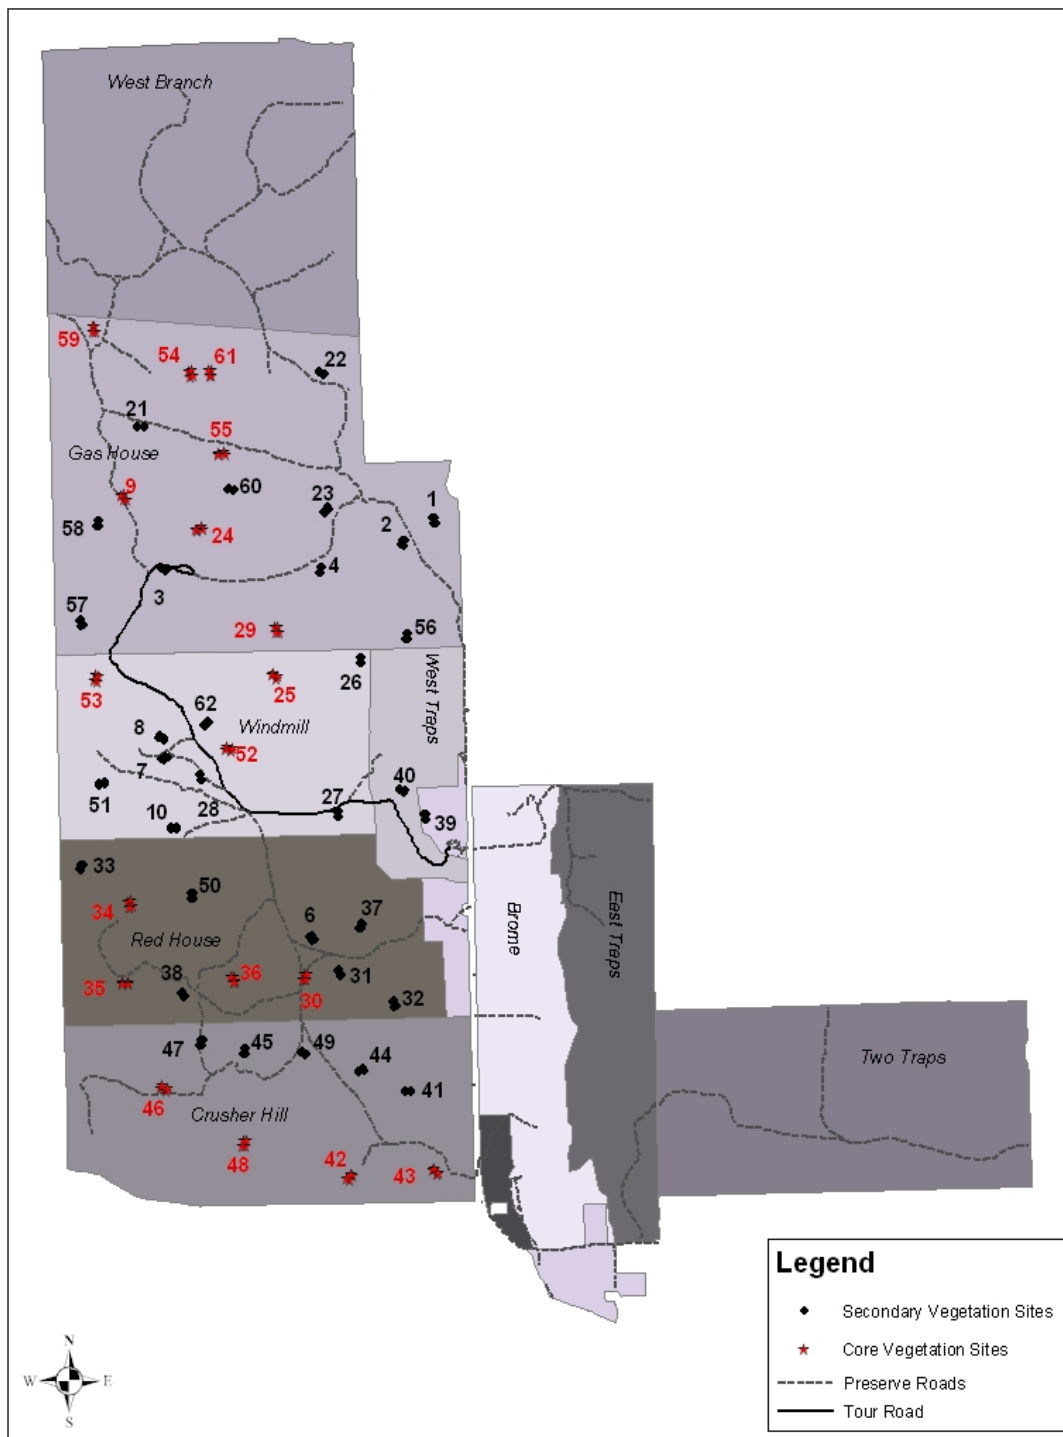 West Branch
59
54
61
22
21
55
Gas House
9
60
23
1
58
24
2
4
3
57
29
56
53
25
26
West Traps
62
8
Windmill
52
7
51
28
27
40
10
39
33
50
34
37
6
Red House
Brome
East Traps
35
38
36
30
31
32
47
45
49
44
Two Traps
46
41
Crusher Hill
48
42
43
Legend
Secondary Vegetation Sites
Core Vegetation Sites
Preserve Roads
Tour Road
N
W
E
S